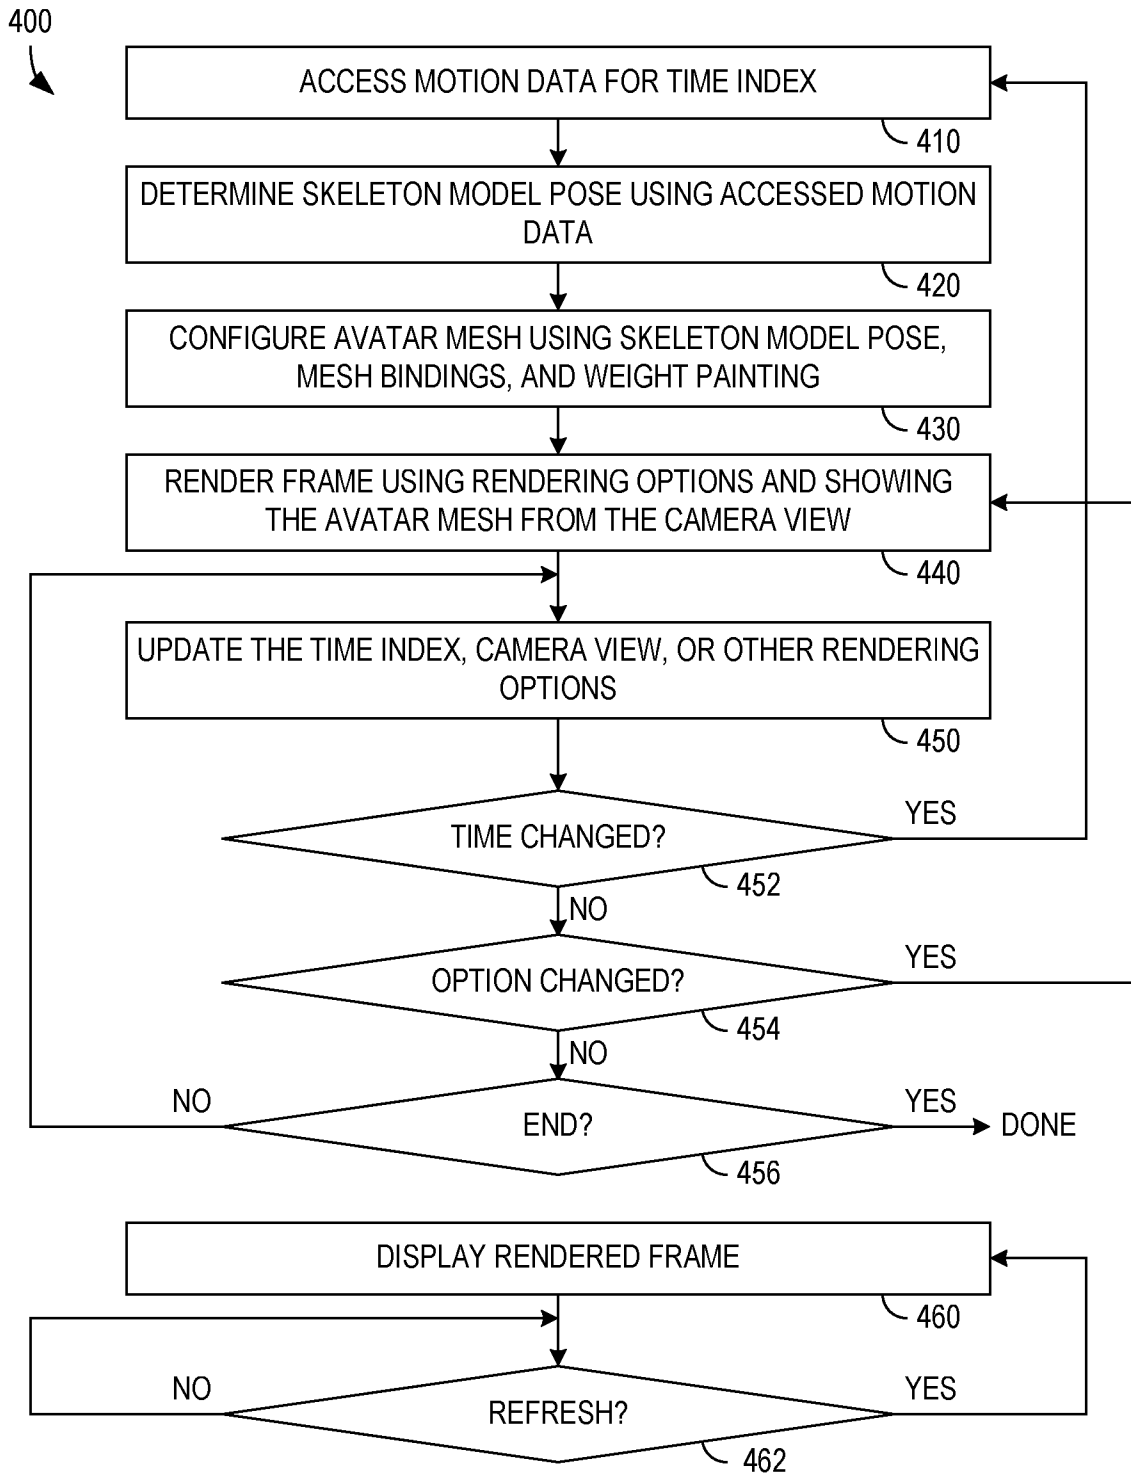 400
ACCESS MOTION DATA FOR TIME INDEX
410
DETERMINE SKELETON MODEL POSE USING ACCESSED MOTION
DATA
420
CONFIGURE AVATAR MESH USING SKELETON MODEL POSE,
MESH BINDINGS, AND WEIGHT PAINTING
430
RENDER FRAME USING RENDERING OPTIONS AND SHOWING
THE AVATAR MESH FROM THE CAMERA VIEW
440
UPDATE THE TIME INDEX, CAMERA VIEW, OR OTHER RENDERING
OPTIONS
450
TIME CHANGED?
YES
452
NO
OPTION CHANGED?
YES
454
NO
NO
END?
YES
DONE
456
DISPLAY RENDERED FRAME
460
NO
REFRESH?
YES
462